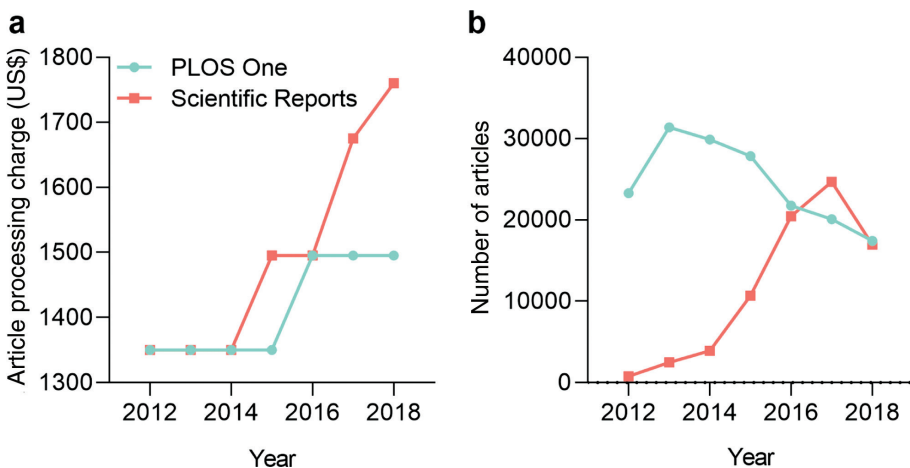 a
Article processing charge (US$)
1800
1700
1600
1500
1400
1300
PLOS One
Scientific Reports
2012 2014 2016 2018
Year
b
Number of articles
40000
30000
20000
10000
0
2012 2014 2016 2018
Year